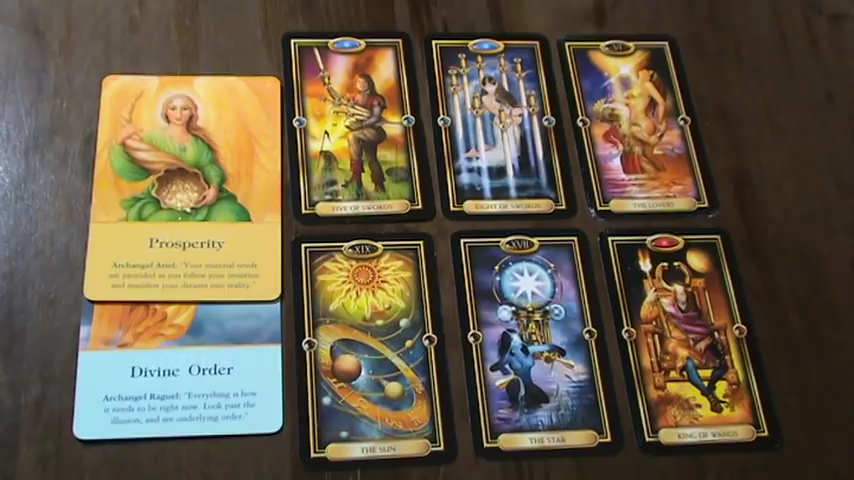 Prosperity
Archangel Ariel: "Your material needs
are provided as you follow your intuition
and manifest your dreams into reality."
Divine Order
Archangel Raguel: "Everything is how
it needs to be right now. Look past the
illusion, and see underlying order."
FIVE OF SWORDS
EIGHT OF SWORDS
VI
THE LOVERS
XIX
THE SUN
XVII
THE STAR
KING OF WANDS